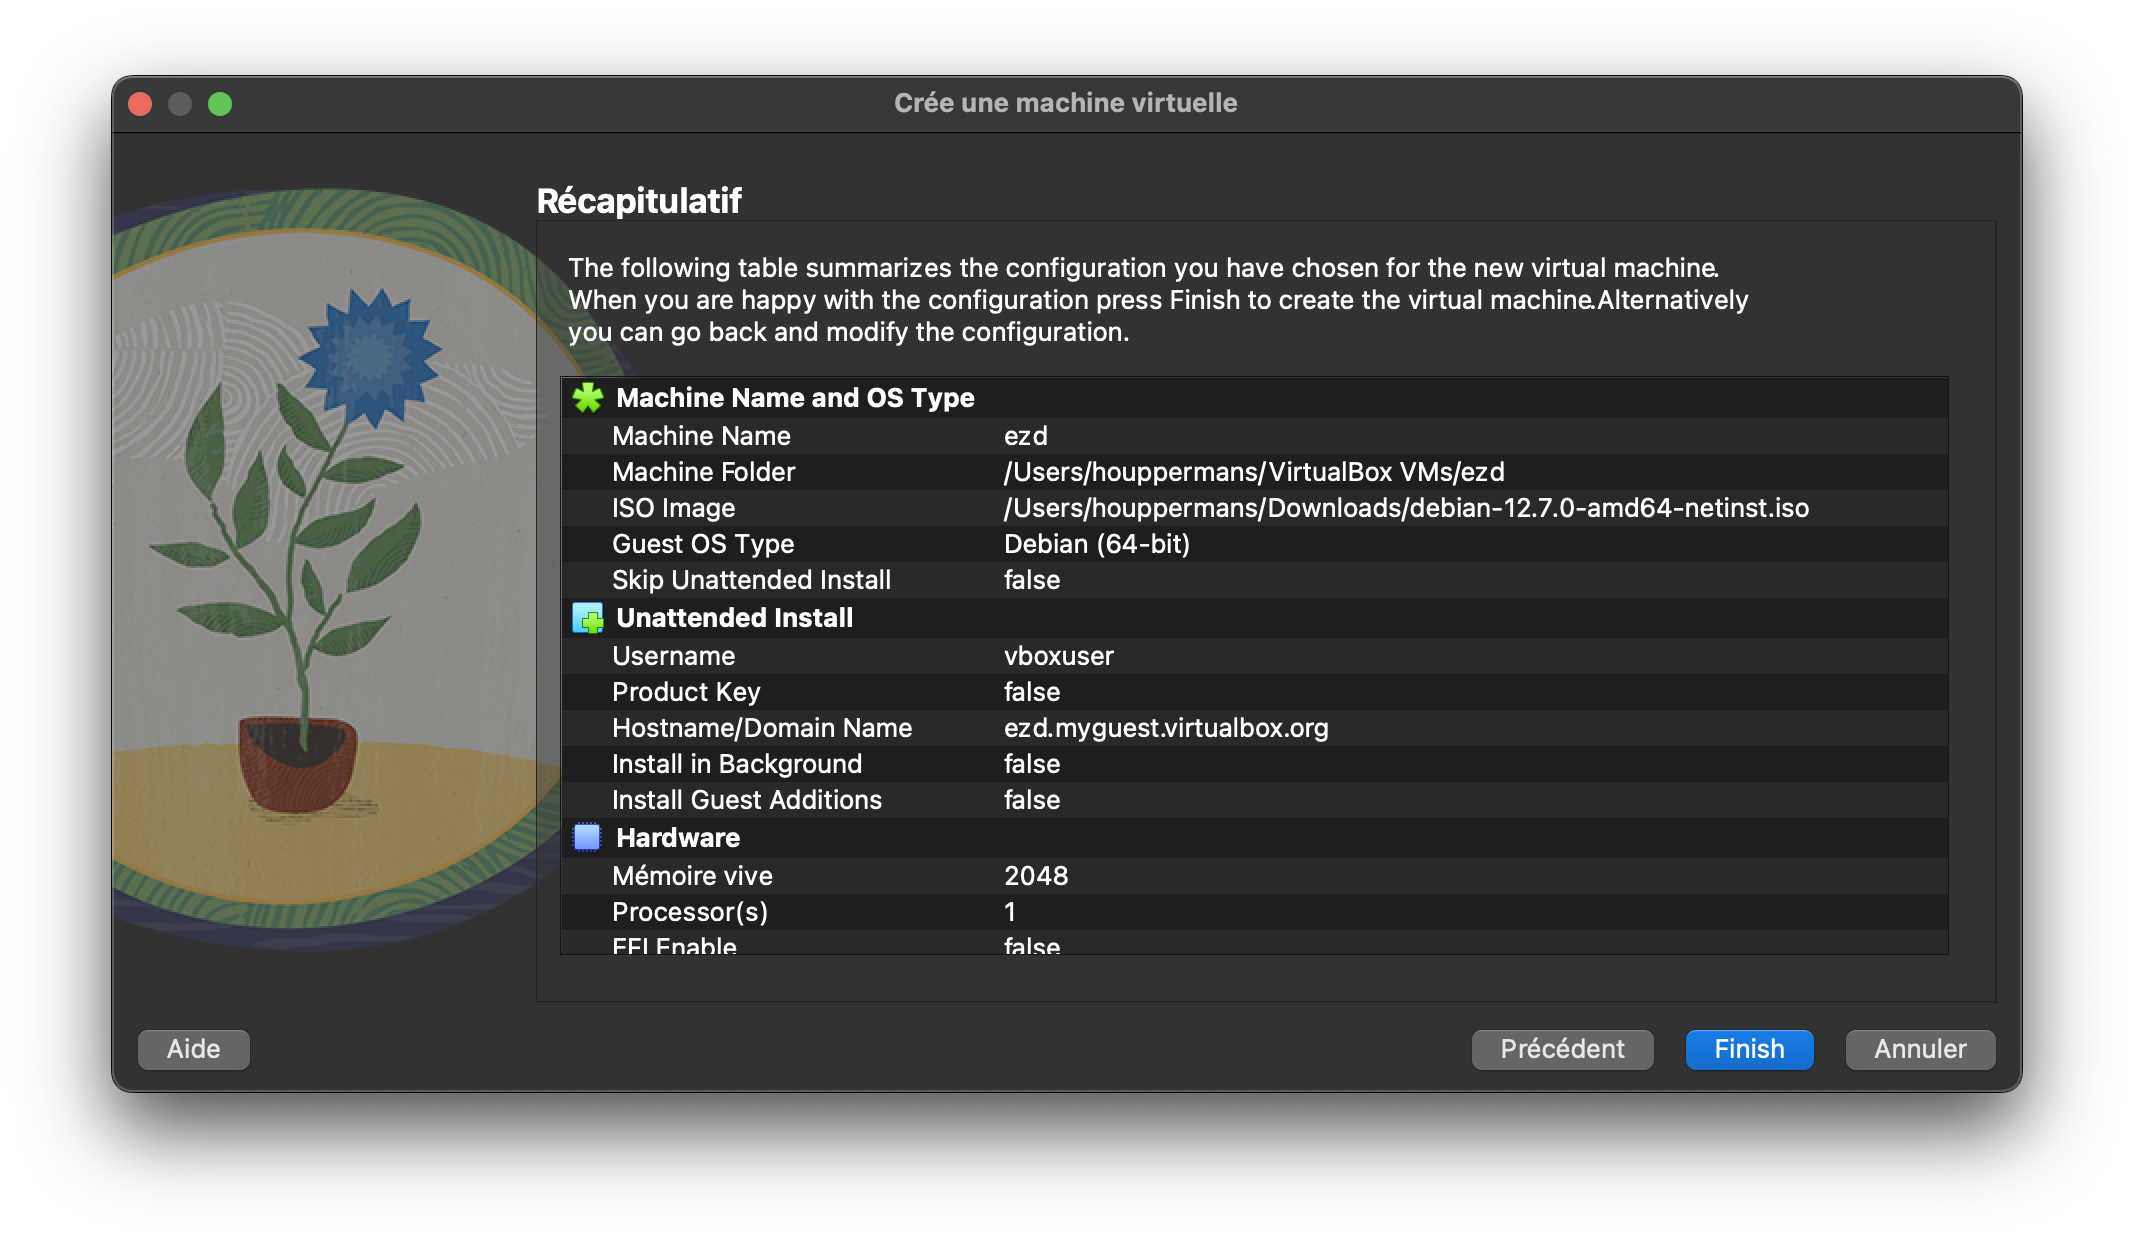 Crée une machine virtuelle
Récapitulatif
The following table summarizes the configuration you have chosen for the new virtual machine.
When you are happy with the configuration press Finish to create the virtual machine.Alternatively
you can go back and modify the configuration.
Machine Name and OS Type
Machine Name ezd
Machine Folder /Users/houppermans/VirtualBox VMs/ezd
ISO Image /Users/houppermans/Downloads/debian-12.7.0-amd64-netinst.iso
Guest OS Type Debian (64-bit)
Skip Unattended Install false
Unattended Install
Username vboxuser
Product Key false
Hostname/Domain Name ezd.myguest.virtualbox.org
Install in Background false
Install Guest Additions false
Hardware
Mémoire vive 2048
Processor(s) 1
EFI Enable false
Aide Précédent Finish Annuler